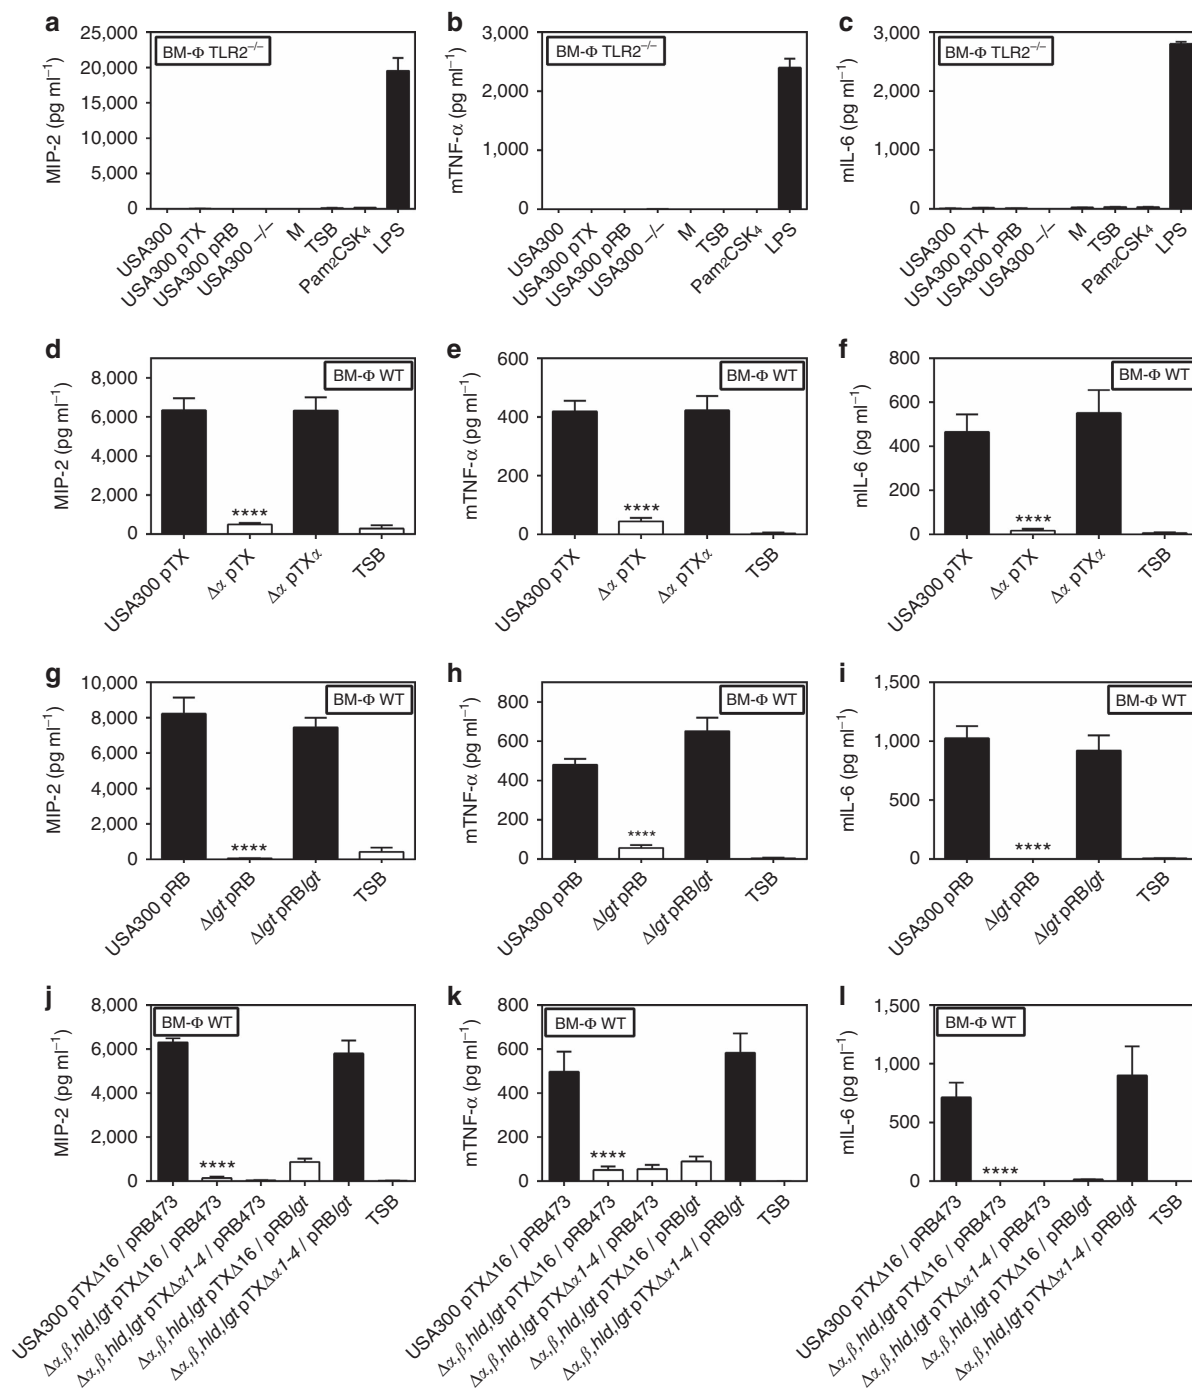 a
MIP-2 (pg ml⁻¹)
25,000
20,000
15,000
10,000
5,000
0
BM-Φ TLR2⁻/⁻
USA300
USA300 pTX
USA300 pRB
USA300 −/−
M
TSB
Pam₂CSK₄
LPS
b
mTNF-α (pg ml⁻¹)
3,000
2,000
1,000
0
BM-Φ TLR2⁻/⁻
USA300
USA300 pTX
USA300 pRB
USA300 −/−
M
TSB
Pam₂CSK₄
LPS
c
mIL-6 (pg ml⁻¹)
3,000
2,000
1,000
0
BM-Φ TLR2⁻/⁻
USA300
USA300 pTX
USA300 pRB
USA300 −/−
M
TSB
Pam₂CSK₄
LPS
d
MIP-2 (pg ml⁻¹)
8,000
6,000
4,000
2,000
0
BM-Φ WT
****
USA300 pTX
Δα pTX
Δα pTXα
TSB
e
mTNF-α (pg ml⁻¹)
600
400
200
0
BM-Φ WT
****
USA300 pTX
Δα pTX
Δα pTXα
TSB
f
mIL-6 (pg ml⁻¹)
800
600
400
200
0
BM-Φ WT
****
USA300 pTX
Δα pTX
Δα pTXα
TSB
g
MIP-2 (pg ml⁻¹)
10,000
8,000
6,000
4,000
2,000
0
BM-Φ WT
****
USA300 pRB
Δlgt pRB
Δlgt pRBlgt
TSB
h
mTNF-α (pg ml⁻¹)
800
600
400
200
0
BM-Φ WT
****
USA300 pRB
Δlgt pRB
Δlgt pRBlgt
TSB
i
mIL-6 (pg ml⁻¹)
1,500
1,000
500
0
BM-Φ WT
****
USA300 pRB
Δlgt pRB
Δlgt pRBlgt
TSB
j
MIP-2 (pg ml⁻¹)
8,000
6,000
4,000
2,000
0
BM-Φ WT
****
USA300 pTXΔ16 / pRB473
Δα,β,hld,lgt pTXΔ16 / pRB473
Δα,β,hld,lgt pTXΔα1-4 / pRB473
Δα,β,hld,lgt pTXΔ16 / pRBlgt
Δα,β,hld,lgt pTXΔα1-4 / pRBlgt
TSB
k
mTNF-α (pg ml⁻¹)
800
600
400
200
0
BM-Φ WT
****
USA300 pTXΔ16 / pRB473
Δα,β,hld,lgt pTXΔ16 / pRB473
Δα,β,hld,lgt pTXΔα1-4 / pRB473
Δα,β,hld,lgt pTXΔ16 / pRBlgt
Δα,β,hld,lgt pTXΔα1-4 / pRBlgt
TSB
l
mIL-6 (pg ml⁻¹)
1,500
1,000
500
0
BM-Φ WT
****
USA300 pTXΔ16 / pRB473
Δα,β,hld,lgt pTXΔ16 / pRB473
Δα,β,hld,lgt pTXΔα1-4 / pRB473
Δα,β,hld,lgt pTXΔ16 / pRBlgt
Δα,β,hld,lgt pTXΔα1-4 / pRBlgt
TSB